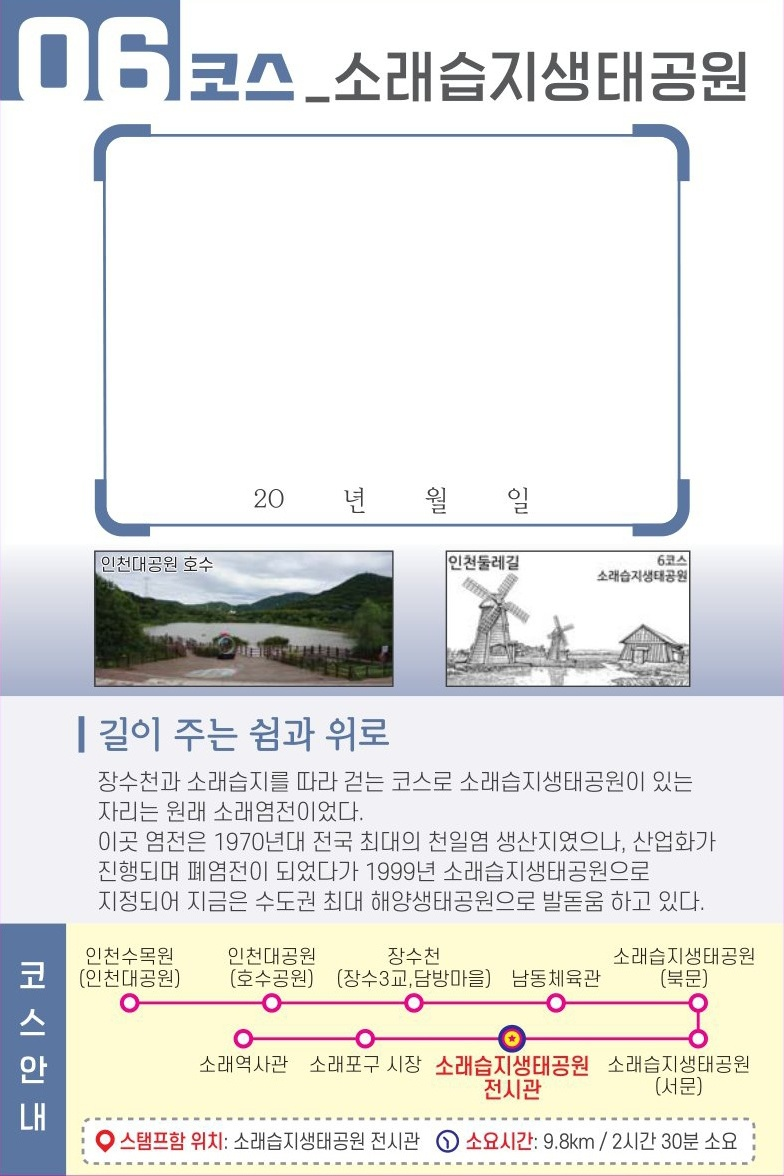 06코스_소래습지생태공원
20 년 월 일
인천대공원 호수
인천둘레길
6코스
소래습지생태공원
길이 주는 쉼과 위로
장수천과 소래습지를 따라 걷는 코스로 소래습지생태공원이 있는
자리는 원래 소래염전이었다.
이곳 염전은 1970년대 전국 최대의 천일염 생산지였으나, 산업화가
진행되며 폐염전이 되었다가 1999년 소래습지생태공원으로
지정되어 지금은 수도권 최대 해양생태공원으로 발돋움 하고 있다.
코스안내
인천수목원
(인천대공원)
인천대공원
(호수공원)
장수천
(장수3교,담방마을)
남동체육관
소래습지생태공원
(북문)
소래역사관
소래포구 시장
소래습지생태공원
전시관
소래습지생태공원
(서문)
스탬프함 위치: 소래습지생태공원 전시관
소요시간: 9.8km / 2시간 30분 소요